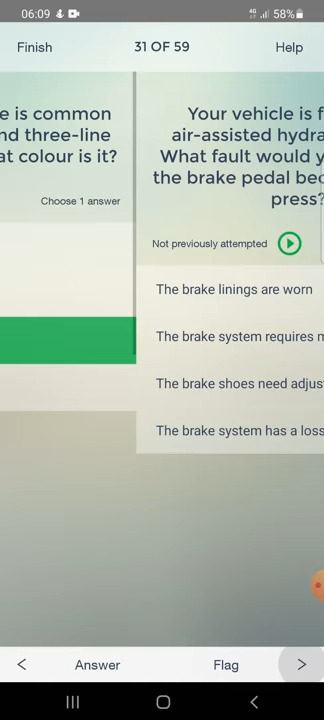 06:09
4G
58%
Finish
31 OF 59
Help
e is common
nd three-line
at colour is it?
Choose 1 answer
Your vehicle is f
air-assisted hydra
What fault would y
the brake pedal bec
press?
Not previously attempted
The brake linings are worn
The brake system requires m
The brake shoes need adjus
The brake system has a loss
< Answer Flag >